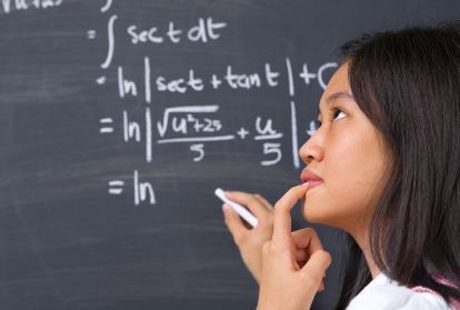 = ∫ sec t dt
= ln | sec t + tan t | + C
= ln | √u²+25 / 5 + u / 5 | +
= ln